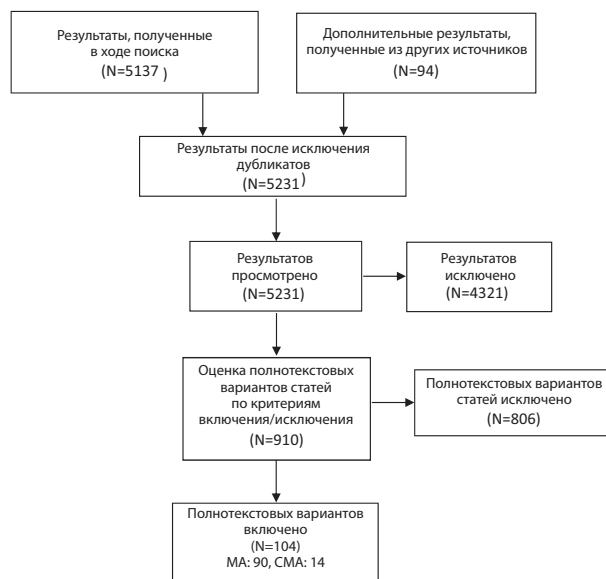 Результаты, полученные
в ходе поиска
(N=5137 )
Дополнительные результаты,
полученные из других источников
(N=94)
Результаты после исключения
дубликатов
(N=5231)
Результатов
просмотрено
(N=5231)
Результатов
исключено
(N=4321)
Оценка полнотекстовых
вариантов статей
по критериям
включения/исключения
(N=910)
Полнотекстовых вариантов
статей исключено
(N=806)
Полнотекстовых вариантов
включено
(N=104)
МА: 90, СМА: 14